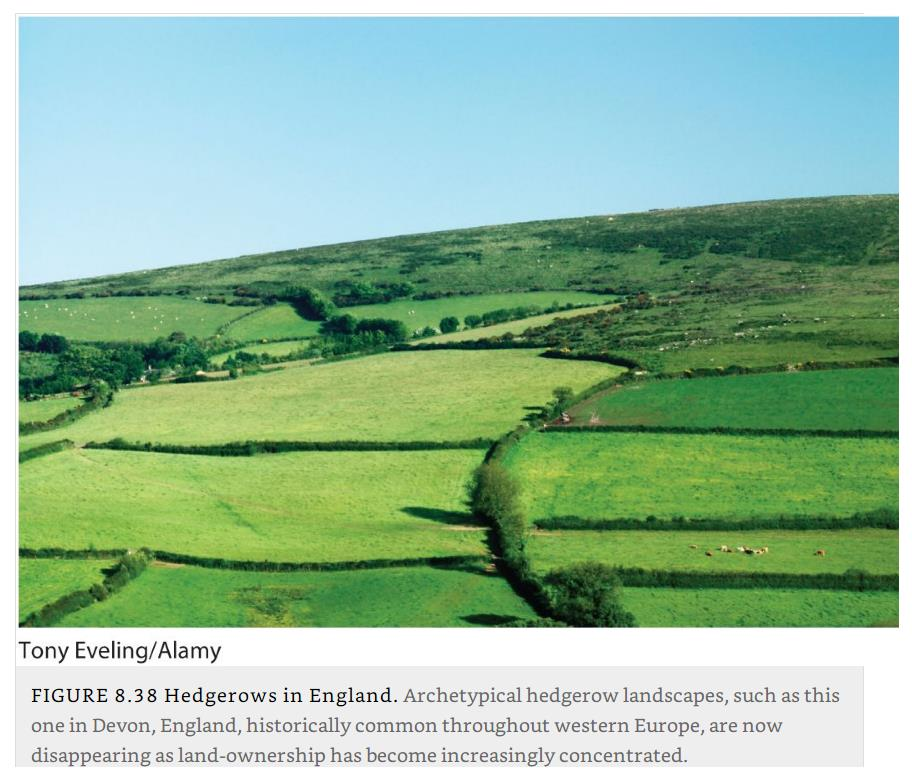 Tony Eveling/Alamy
FIGURE 8.38 Hedgerows in England. Archetypical hedgerow landscapes, such as this
one in Devon, England, historically common throughout western Europe, are now
disappearing as land-ownership has become increasingly concentrated.